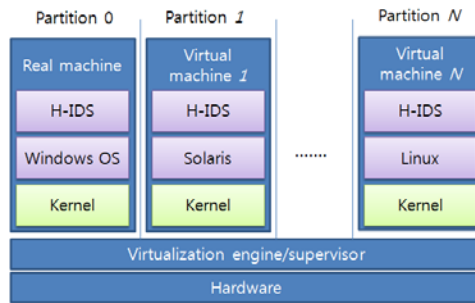 Partition 0
Partition 1
Partition N
Real machine
H-IDS
Windows OS
Kernel
Virtual
machine 1
H-IDS
Solaris
Kernel
.......
Virtual
machine N
H-IDS
Linux
Kernel
Virtualization engine/supervisor
Hardware